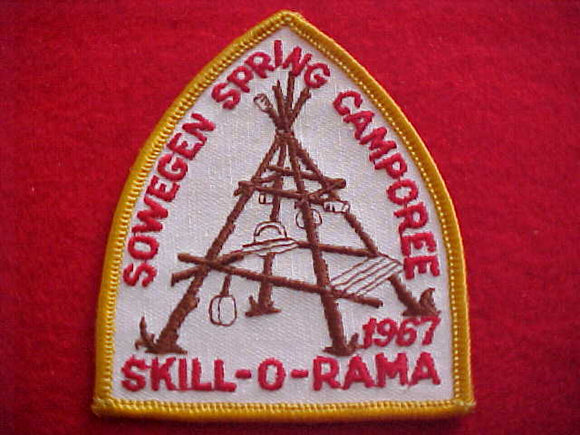 SOWEGEN SPRING CAMPOREE
1967
SKILL-O-RAMA